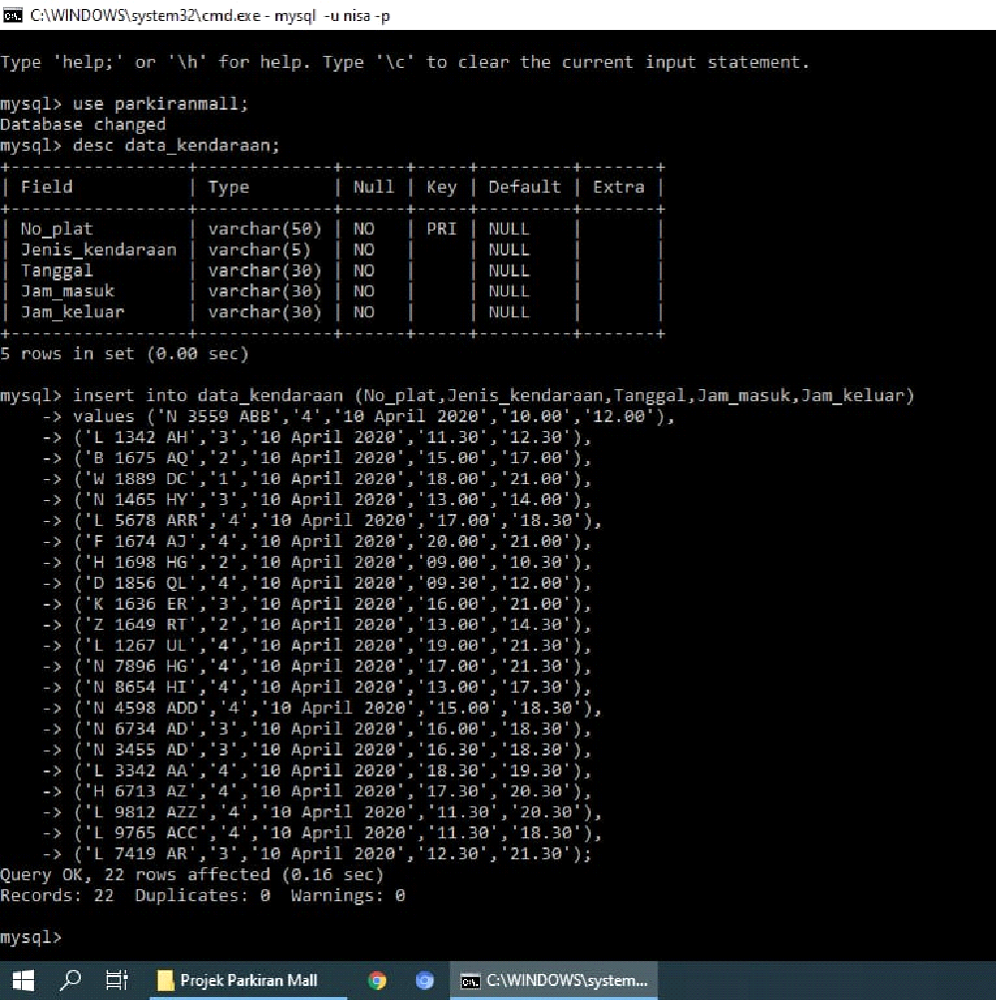 C:\WINDOWS\system32\cmd.exe - mysql -u nisa -p
Type 'help;' or '\h' for help. Type '\c' to clear the current input statement.
mysql> use parkiranmall;
Database changed
mysql> desc data_kendaraan;
+-----------------+-------------+------+-----+---------+-------+
| Field           | Type        | Null | Key | Default | Extra |
+-----------------+-------------+------+-----+---------+-------+
| No_plat         | varchar(50) | NO   | PRI | NULL    |       |
| Jenis_kendaraan | varchar(5)  | NO   |     | NULL    |       |
| Tanggal         | varchar(30) | NO   |     | NULL    |       |
| Jam_masuk       | varchar(30) | NO   |     | NULL    |       |
| Jam_keluar      | varchar(30) | NO   |     | NULL    |       |
+-----------------+-------------+------+-----+---------+-------+
5 rows in set (0.00 sec)
mysql> insert into data_kendaraan (No_plat,Jenis_kendaraan,Tanggal,Jam_masuk,Jam_keluar)
    -> values ('N 3559 ABB','4','10 April 2020','10.00','12.00'),
    -> ('L 1342 AH','3','10 April 2020','11.30','12.30'),
    -> ('B 1675 AQ','2','10 April 2020','15.00','17.00'),
    -> ('W 1889 DC','1','10 April 2020','18.00','21.00'),
    -> ('N 1465 HY','3','10 April 2020','13.00','14.00'),
    -> ('L 5678 ARR','4','10 April 2020','17.00','18.30'),
    -> ('F 1674 AJ','4','10 April 2020','20.00','21.00'),
    -> ('H 1698 HG','2','10 April 2020','09.00','10.30'),
    -> ('D 1856 QL','4','10 April 2020','09.30','12.00'),
    -> ('K 1636 ER','3','10 April 2020','16.00','21.00'),
    -> ('Z 1649 RT','2','10 April 2020','13.00','14.30'),
    -> ('L 1267 UL','4','10 April 2020','19.00','21.30'),
    -> ('N 7896 HG','4','10 April 2020','17.00','21.30'),
    -> ('N 8654 HI','4','10 April 2020','13.00','17.30'),
    -> ('N 4598 ADD','4','10 April 2020','15.00','18.30'),
    -> ('N 6734 AD','3','10 April 2020','16.00','18.30'),
    -> ('N 3455 AD','3','10 April 2020','16.30','18.30'),
    -> ('L 3342 AA','4','10 April 2020','18.30','19.30'),
    -> ('H 6713 AZ','4','10 April 2020','17.30','20.30'),
    -> ('L 9812 AZZ','4','10 April 2020','11.30','20.30'),
    -> ('L 9765 ACC','4','10 April 2020','11.30','18.30'),
    -> ('L 7419 AR','3','10 April 2020','12.30','21.30');
Query OK, 22 rows affected (0.16 sec)
Records: 22  Duplicates: 0  Warnings: 0
mysql>
Projek Parkiran Mall
C:\WINDOWS\system...